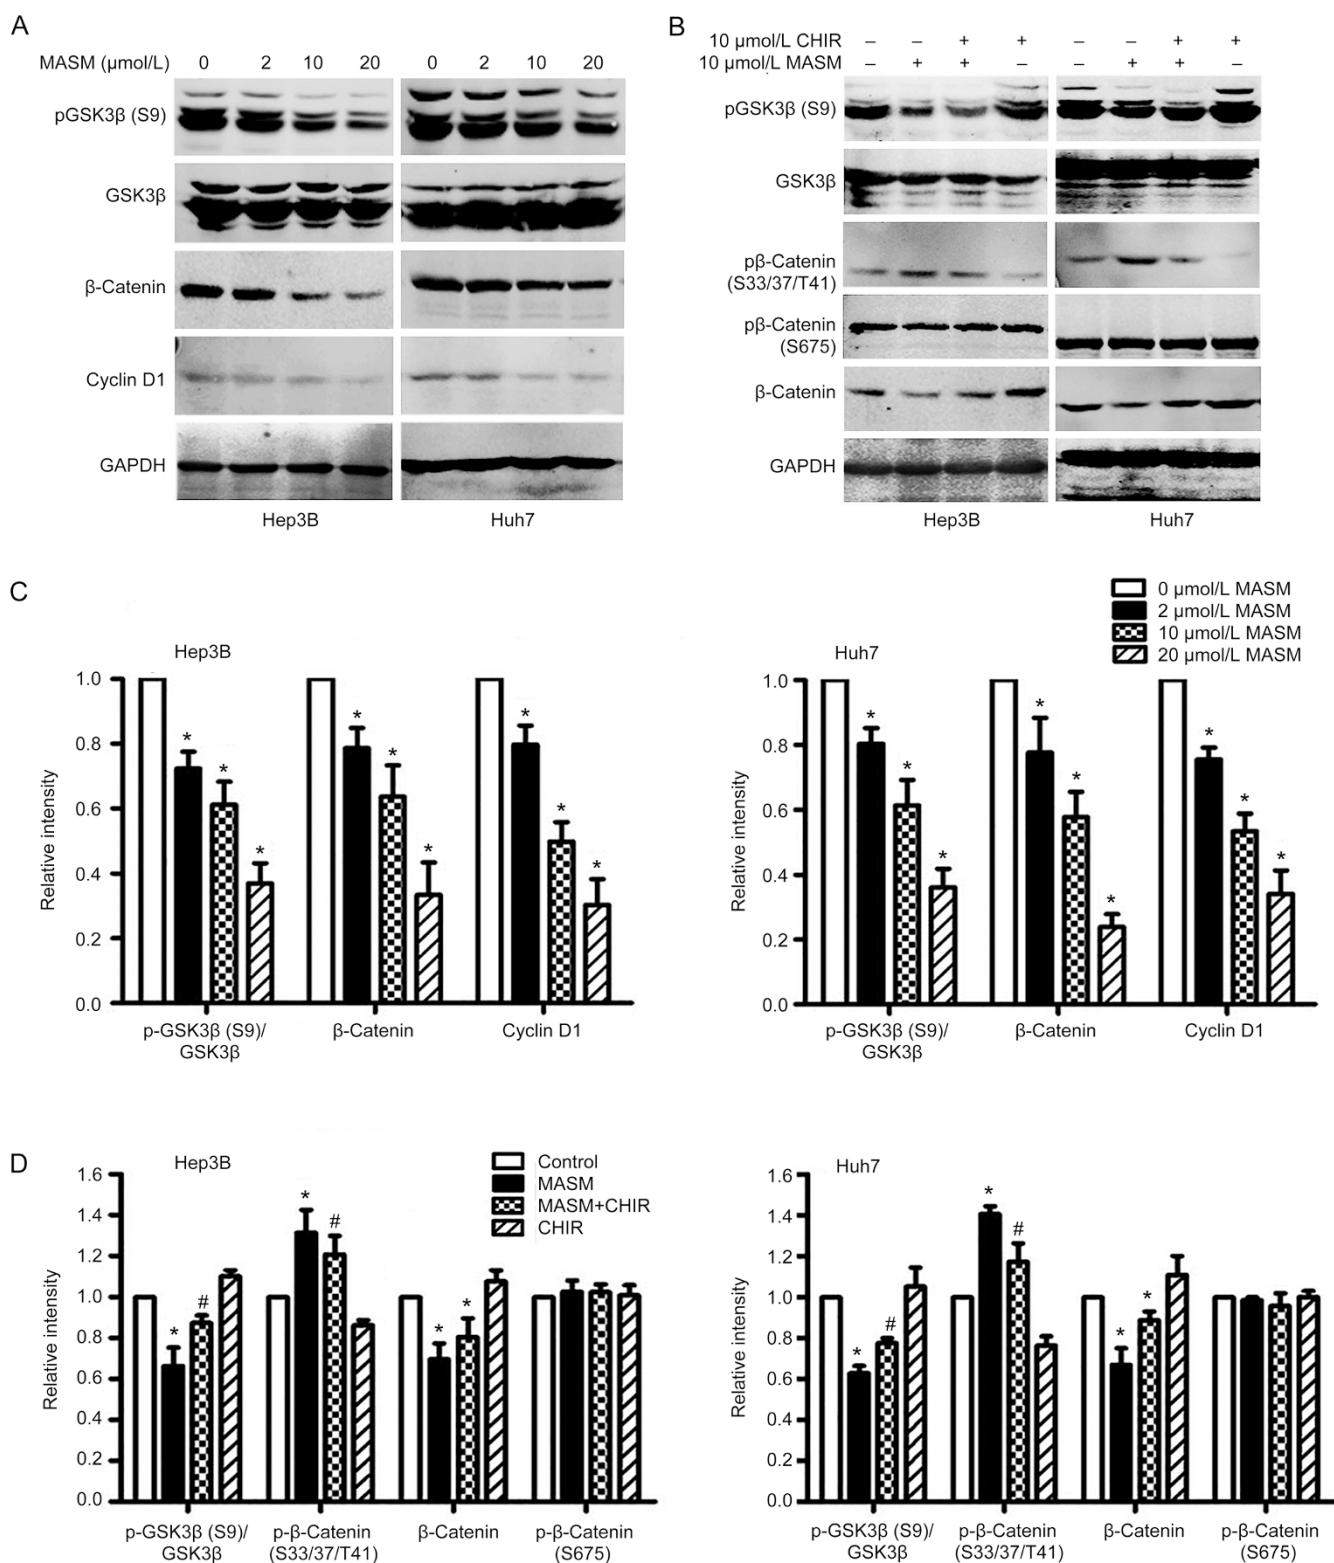 A
MASM (μmol/L) 0 2 10 20 0 2 10 20
pGSK3β (S9)
GSK3β
β-Catenin
Cyclin D1
GAPDH
Hep3B Huh7
B
10 μmol/L CHIR – – + + – – + +
10 μmol/L MASM – + + – – + + –
pGSK3β (S9)
GSK3β
pβ-Catenin
(S33/37/T41)
pβ-Catenin
(S675)
β-Catenin
GAPDH
Hep3B Huh7
C
Hep3B
Relative intensity
1.0
0.8
0.6
0.4
0.2
0.0
* * * * * * * * *
p-GSK3β (S9)/
GSK3β
β-Catenin
Cyclin D1
Huh7
0 μmol/L MASM
2 μmol/L MASM
10 μmol/L MASM
20 μmol/L MASM
Relative intensity
1.0
0.8
0.6
0.4
0.2
0.0
* * * * * * * * *
p-GSK3β (S9)/
GSK3β
β-Catenin
Cyclin D1
D
Hep3B
Control
MASM
MASM+CHIR
CHIR
Relative intensity
1.6
1.4
1.2
1.0
0.8
0.6
0.4
0.2
0.0
* # * # * *
p-GSK3β (S9)/
GSK3β
p-β-Catenin
(S33/37/T41)
β-Catenin
p-β-Catenin
(S675)
Huh7
Relative intensity
1.6
1.4
1.2
1.0
0.8
0.6
0.4
0.2
0.0
* # * # * *
p-GSK3β (S9)/
GSK3β
p-β-Catenin
(S33/37/T41)
β-Catenin
p-β-Catenin
(S675)